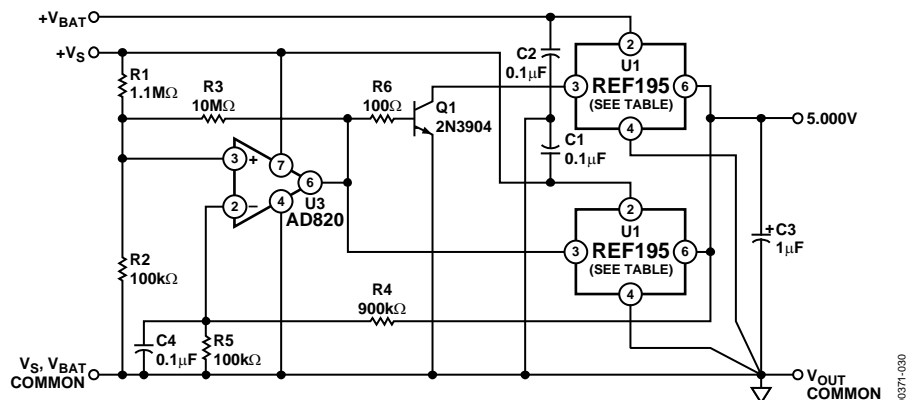 +VBAT
+VS
R1
1.1MΩ
R3
10MΩ
R6
100Ω
Q1
2N3904
C2
0.1μF
2
U1
REF195
(SEE TABLE)
3
6
4
5.000V
C1
0.1μF
3
+
7
6
2
−
4
U3
AD820
2
U1
REF195
(SEE TABLE)
3
6
4
+
C3
1μF
R2
100kΩ
R4
900kΩ
C4
0.1μF
R5
100kΩ
VS, VBAT
COMMON
VOUT
COMMON
00371-030